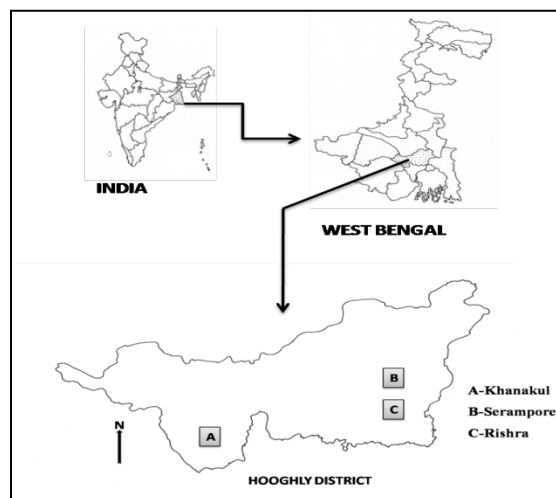 INDIA
WEST BENGAL
B
C
A
N
A-Khanakul
B-Serampore
C-Rishra
HOOGHLY DISTRICT